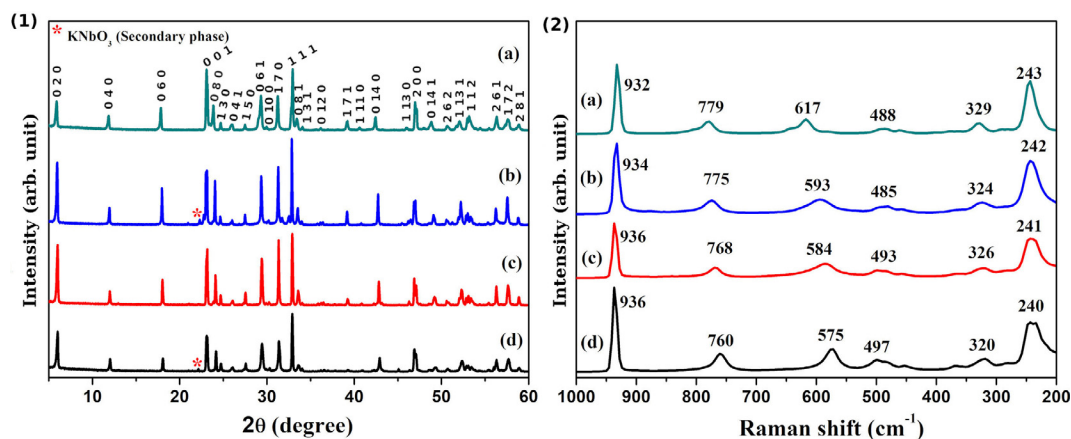 (1)
* KNbO₃ (Secondary phase)
(a)
0 2 0
0 4 0
0 6 0
0 0 1
0 8 0
1 3 0
0 4 1
1 5 0
0 6 1
0 10 0
1 7 0
1 1 1
0 8 1
1 3 1
0 12 0
1 7 1
1 11 0
0 14 0
1 13 0
2 0 0
0 14 1
2 6 2
1 13 1
1 1 2
2 6 1
1 7 2
2 8 1
(b)
*
(c)
(d)
*
Intensity (arb. unit)
0 10 20 30 40 50 60
2θ (degree)
(2)
(a)
932
779
617
488
329
243
(b)
934
775
593
485
324
242
(c)
936
768
584
493
326
241
(d)
936
760
575
497
320
240
Intensity (arb. unit)
1000 900 800 700 600 500 400 300 200
Raman shift (cm⁻¹)